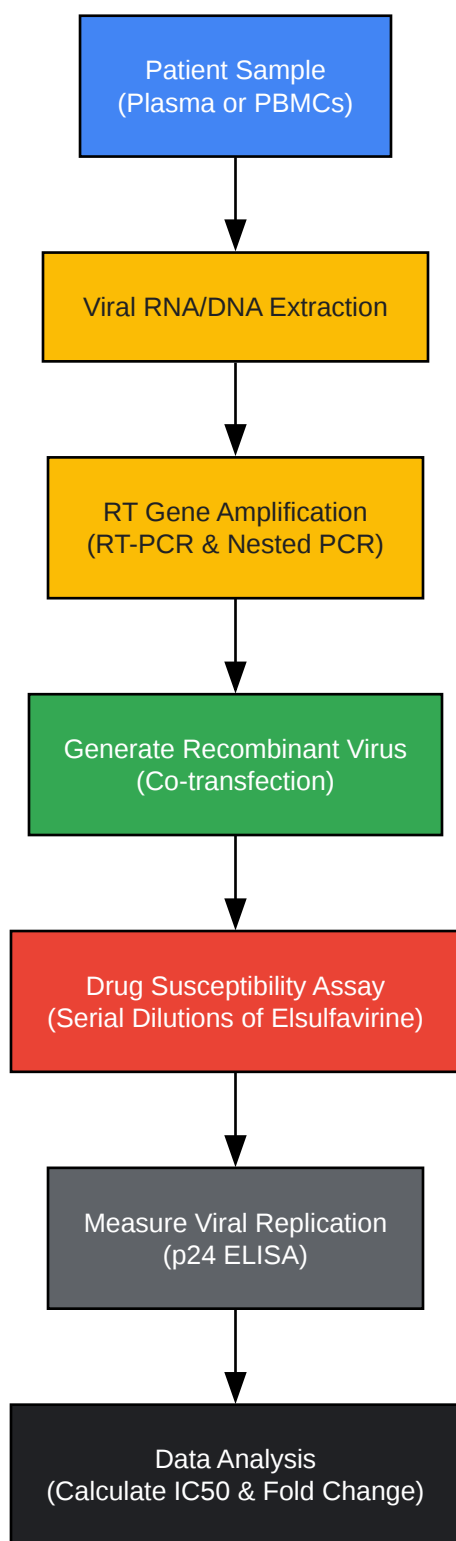 Patient Sample
(Plasma or PBMCs)
Viral RNA/DNA Extraction
RT Gene Amplification
(RT-PCR & Nested PCR)
Generate Recombinant Virus
(Co-transfection)
Drug Susceptibility Assay
(Serial Dilutions of Elsulfavirine)
Measure Viral Replication
(p24 ELISA)
Data Analysis
(Calculate IC50 & Fold Change)